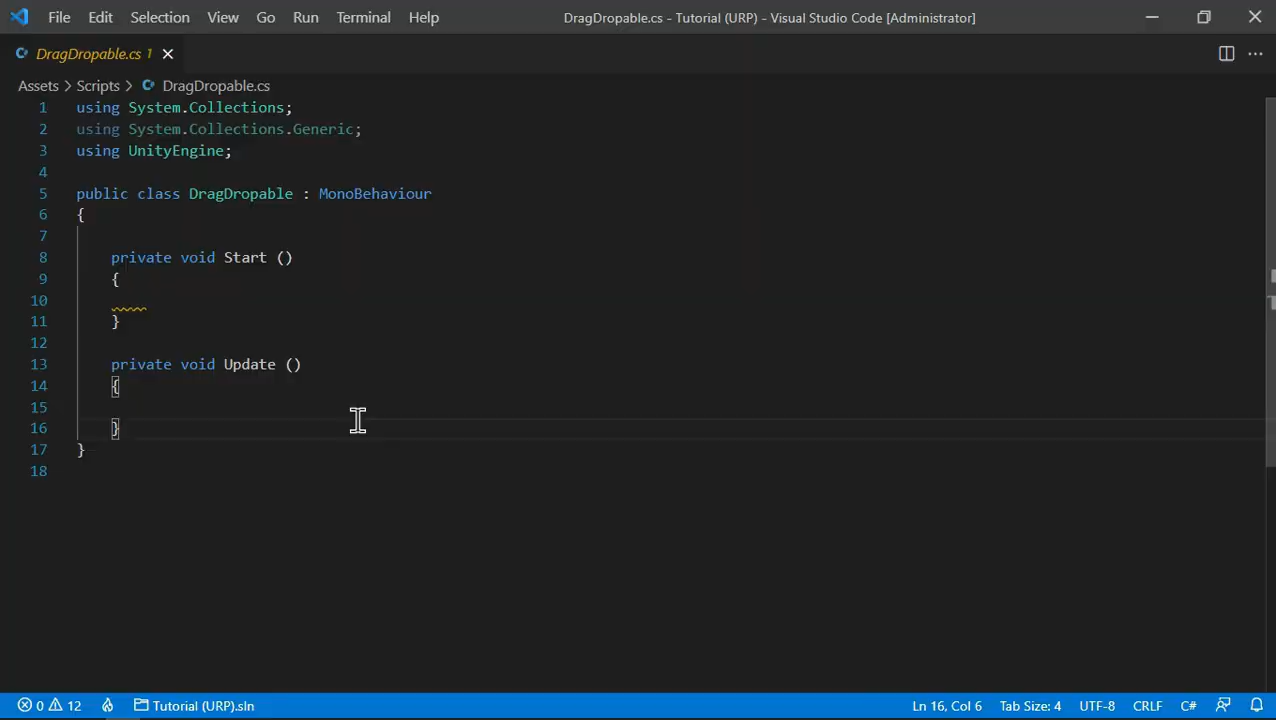 File Edit Selection View Go Run Terminal Help DragDropable.cs - Tutorial (URP) - Visual Studio Code [Administrator]
DragDropable.cs 1
Assets > Scripts > DragDropable.cs
1 using System.Collections;
2 using System.Collections.Generic;
3 using UnityEngine;
4
5 public class DragDropable : MonoBehaviour
6 {
7
8 private void Start ()
9 {
10
11 }
12
13 private void Update ()
14 {
15
16 }
17 }
18
0 12 Tutorial (URP).sln Ln 16, Col 6 Tab Size: 4 UTF-8 CRLF C#